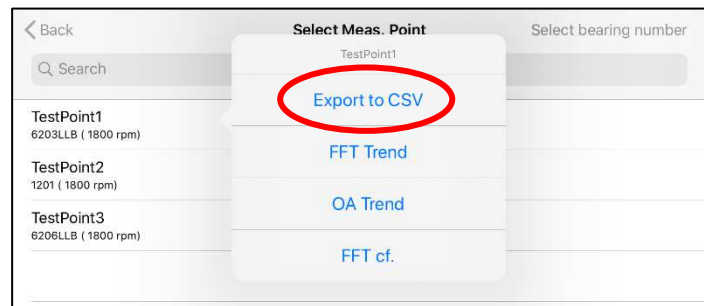 Back
Select Meas. Point
Select bearing number
Search
TestPoint1
Export to CSV
FFT Trend
OA Trend
FFT cf.
TestPoint1
6203LLB ( 1800 rpm)
TestPoint2
1201 ( 1800 rpm)
TestPoint3
6206LLB ( 1800 rpm)